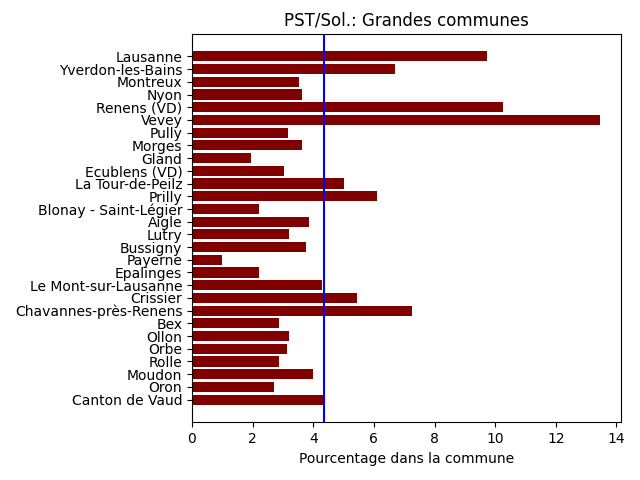 PST/Sol.: Grandes communes
Lausanne
Yverdon-les-Bains
Montreux
Nyon
Renens (VD)
Vevey
Pully
Morges
Gland
Ecublens (VD)
La Tour-de-Peilz
Prilly
Blonay - Saint-Légier
Aigle
Lutry
Bussigny
Payerne
Epalinges
Le Mont-sur-Lausanne
Crissier
Chavannes-près-Renens
Bex
Ollon
Orbe
Rolle
Moudon
Oron
Canton de Vaud
0 2 4 6 8 10 12 14
Pourcentage dans la commune